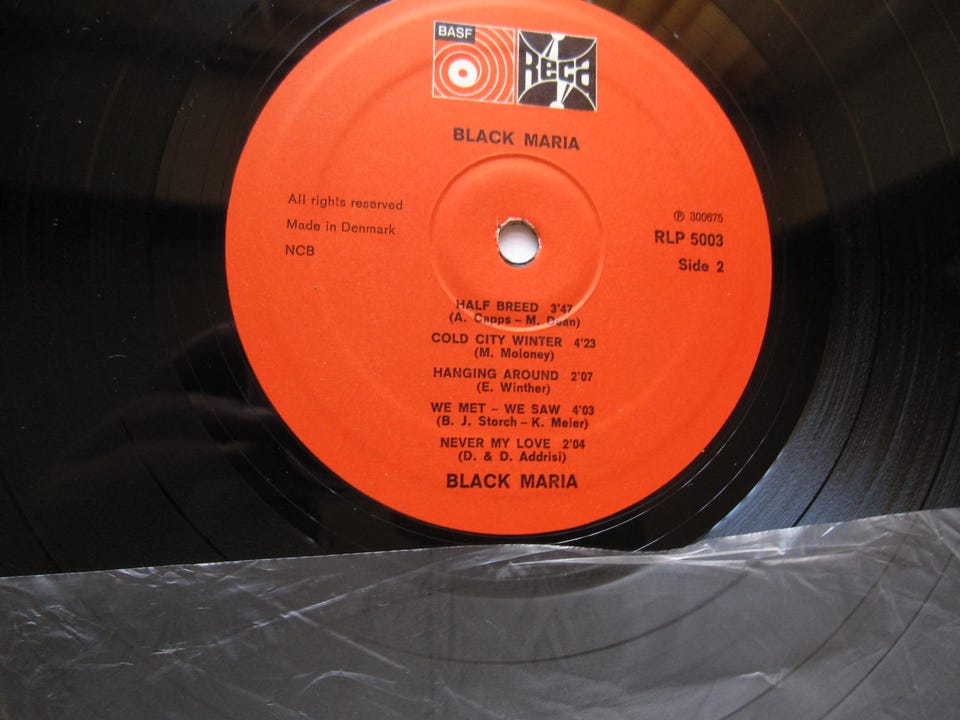 BASF
Reca
BLACK MARIA
All rights reserved
Made in Denmark
NCB
℗ 300675
RLP 5003
Side 2
HALF BREED 3'47
(A. Capps – M. Dean)
COLD CITY WINTER 4'23
(M. Moloney)
HANGING AROUND 2'07
(E. Winther)
WE MET – WE SAW 4'03
(B. J. Størch – K. Meier)
NEVER MY LOVE 2'04
(D. & D. Addrisi)
BLACK MARIA